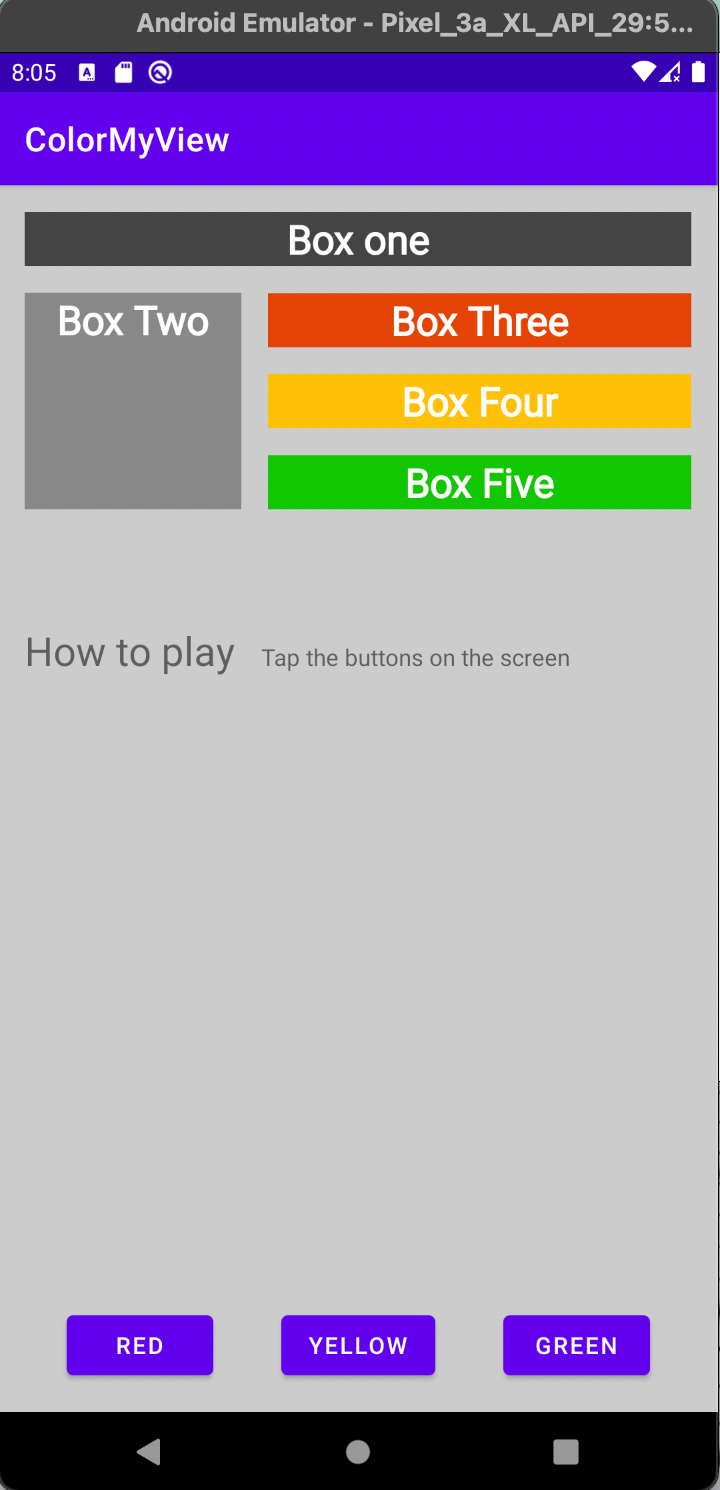 Android Emulator - Pixel_3a_XL_API_29:5...
8:05
ColorMyView
Box one
Box Two
Box Three
Box Four
Box Five
How to play
Tap the buttons on the screen
RED
YELLOW
GREEN